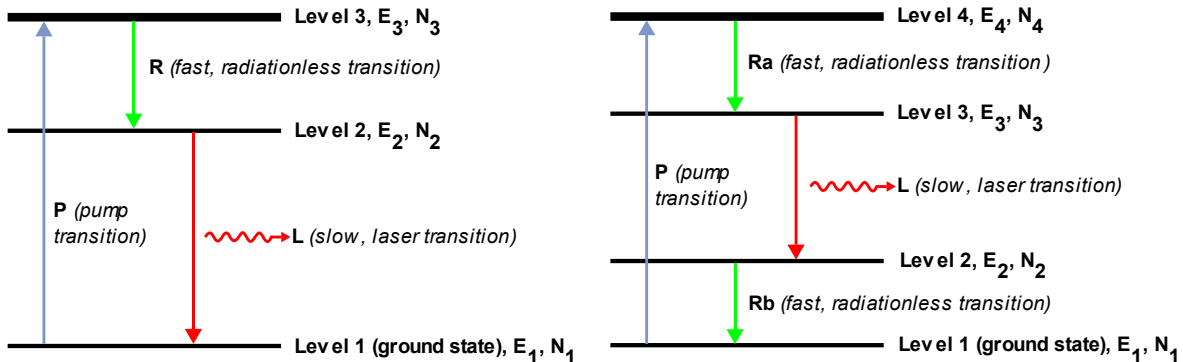 Level 3, E3, N3
R (fast, radiationless transition)
Level 2, E2, N2
P (pump
transition)
L (slow, laser transition)
Level 1 (ground state), E1, N1
Level 4, E4, N4
Ra (fast, radiationless transition)
Level 3, E3, N3
P (pump
transition)
L (slow, laser transition)
Level 2, E2, N2
Rb (fast, radiationless transition)
Level 1 (ground state), E1, N1